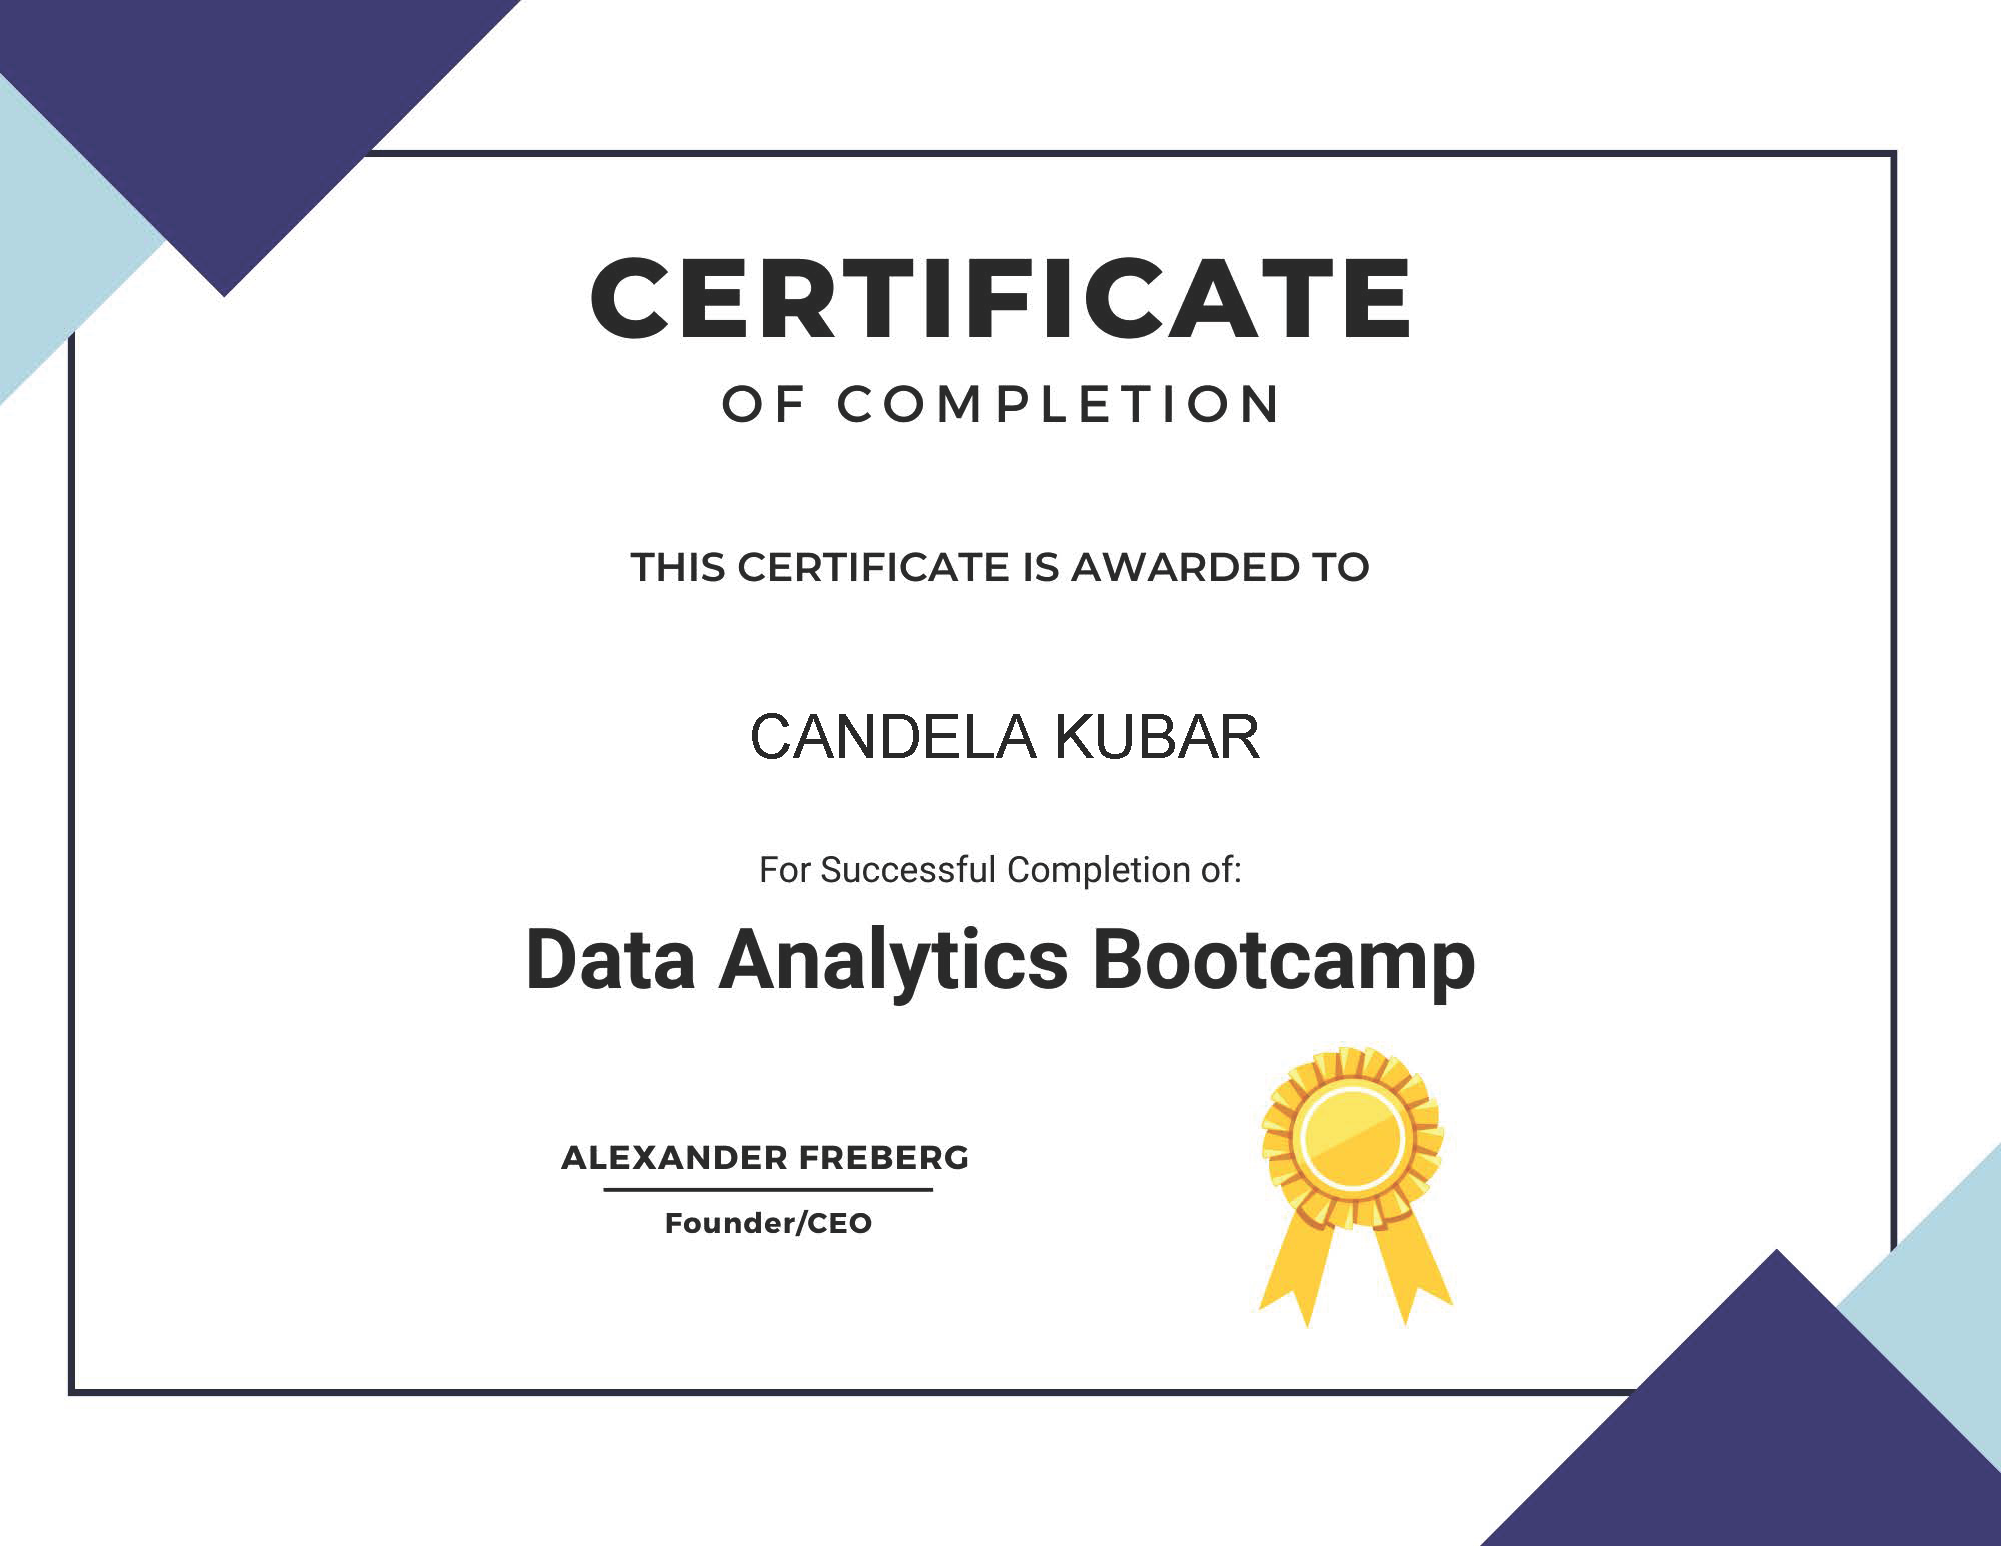 CERTIFICATE
OF COMPLETION
THIS CERTIFICATE IS AWARDED TO
CANDELA KUBAR
For Successful Completion of:
Data Analytics Bootcamp
ALEXANDER FREBERG
Founder/CEO